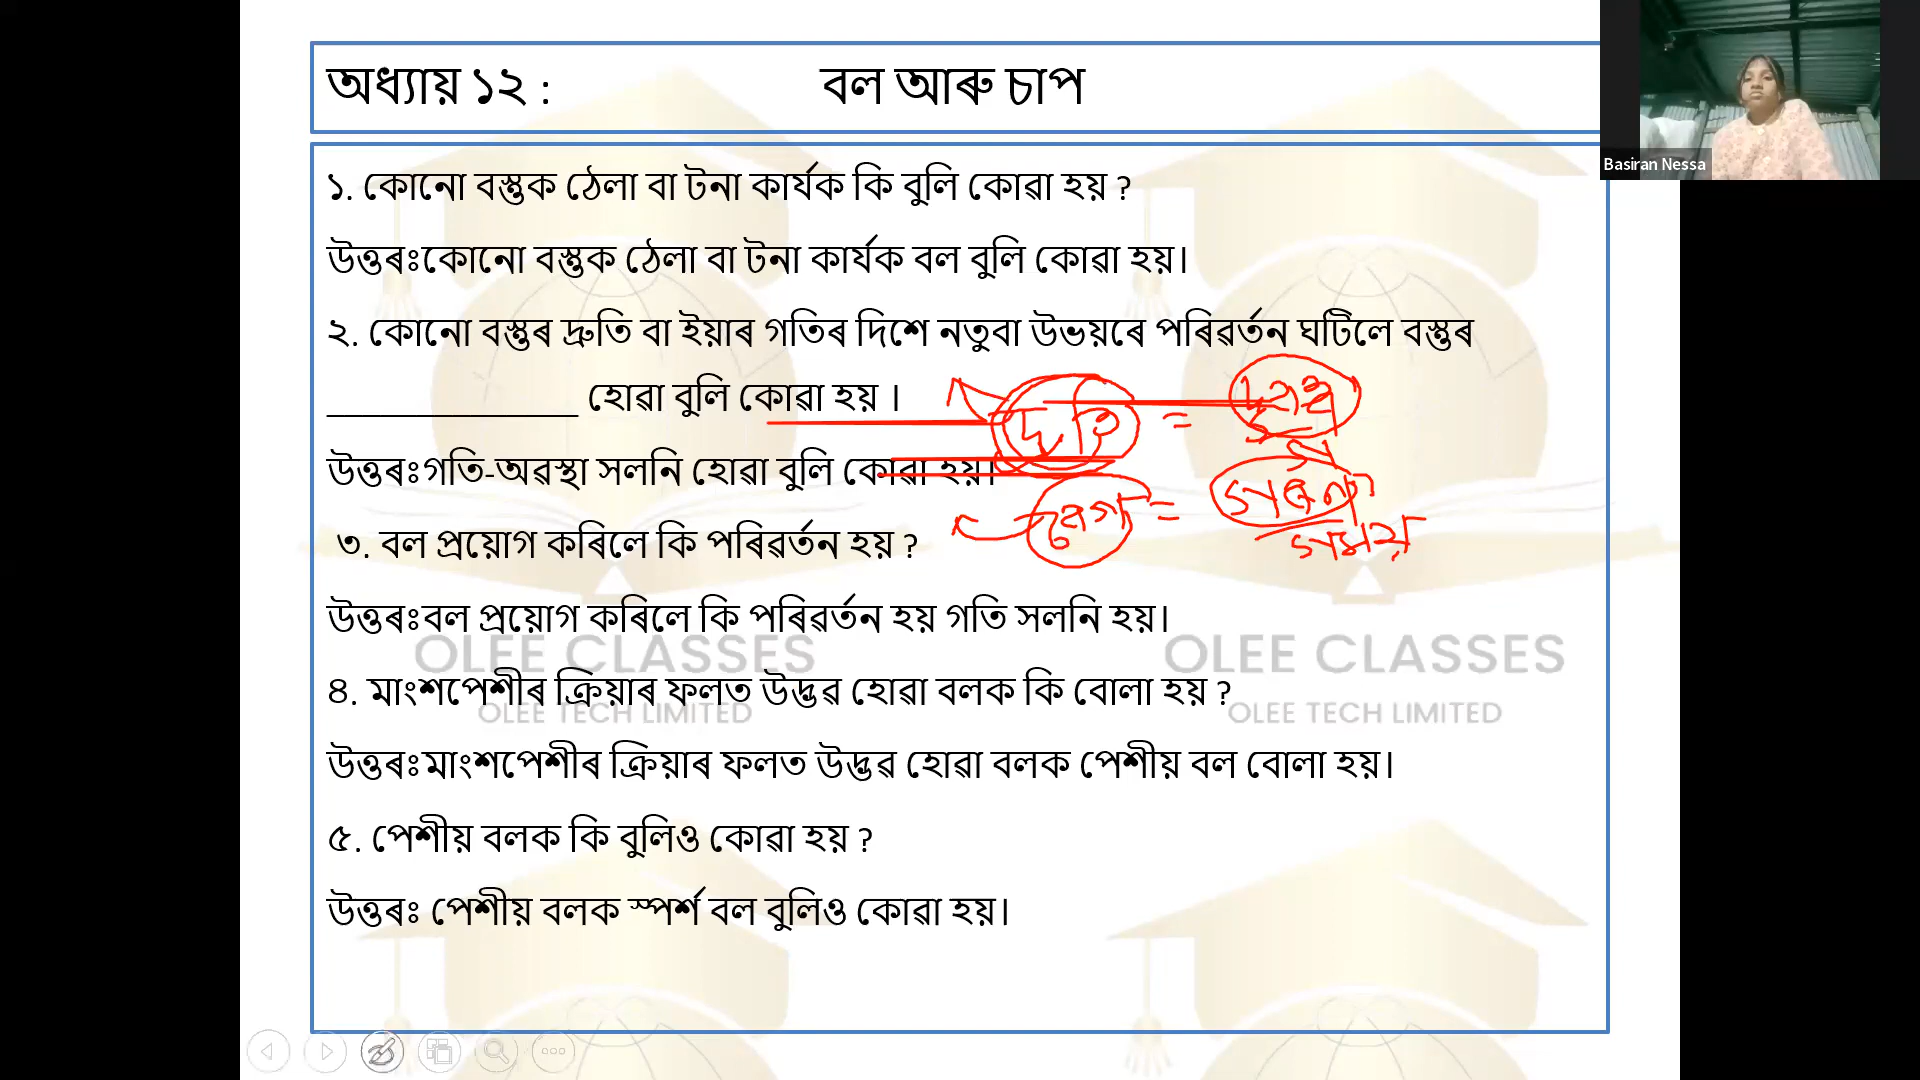 অধ্যায় ১২ : বল আৰু চাপ
Basiran Nessa
১. কোনো বস্তুক ঠেলা বা টনা কাৰ্যক কি বুলি কোৱা হয় ?
উত্তৰঃকোনো বস্তুক ঠেলা বা টনা কাৰ্যক বল বুলি কোৱা হয়।
২. কোনো বস্তুৰ দ্ৰুতি বা ইয়াৰ গতিৰ দিশে নতুবা উভয়ৰে পৰিৱৰ্তন ঘটিলে বস্তুৰ
______________ হোৱা বুলি কোৱা হয় ।
উত্তৰঃগতি-অৱস্থা সলনি হোৱা বুলি কোৱা হয়।
বেগ =
সময়
৩. বল প্ৰয়োগ কৰিলে কি পৰিৱৰ্তন হয় ?
উত্তৰঃবল প্ৰয়োগ কৰিলে কি পৰিৱৰ্তন হয় গতি সলনি হয়।
OLEE CLASSES OLEE CLASSES
৪. মাংশপেশীৰ ক্ৰিয়াৰ ফলত উদ্ভৱ হোৱা বলক কি বোলা হয় ?
OLEE TECH LIMITED OLEE TECH LIMITED
উত্তৰঃমাংশপেশীৰ ক্ৰিয়াৰ ফলত উদ্ভৱ হোৱা বলক পেশীয় বল বোলা হয়।
৫. পেশীয় বলক কি বুলিও কোৱা হয় ?
উত্তৰঃ পেশীয় বলক স্পৰ্শ বল বুলিও কোৱা হয়।